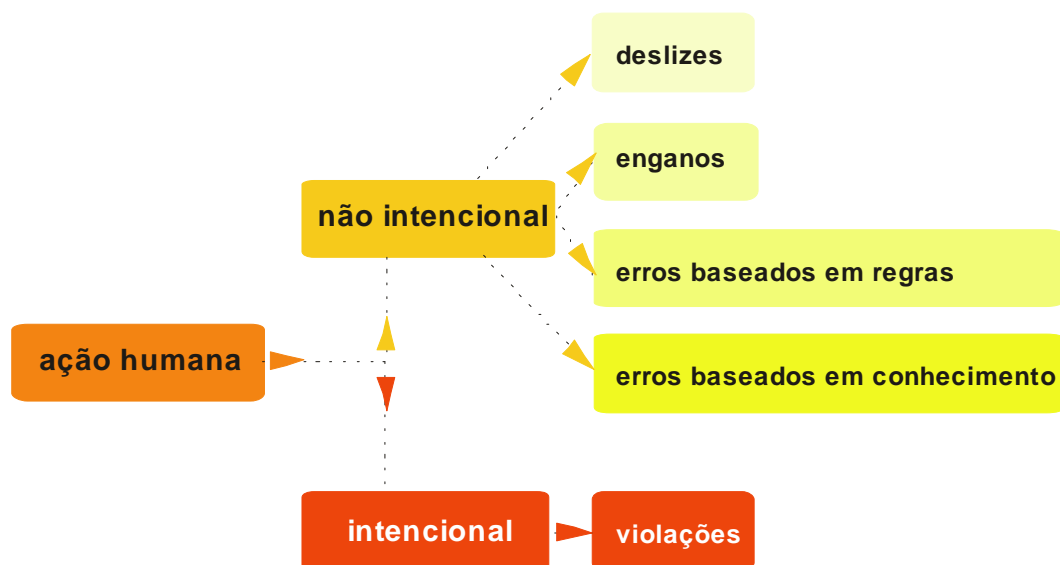 deslizes
enganos
não intencional
erros baseados em regras
ação humana
erros baseados em conhecimento
intencional
violações